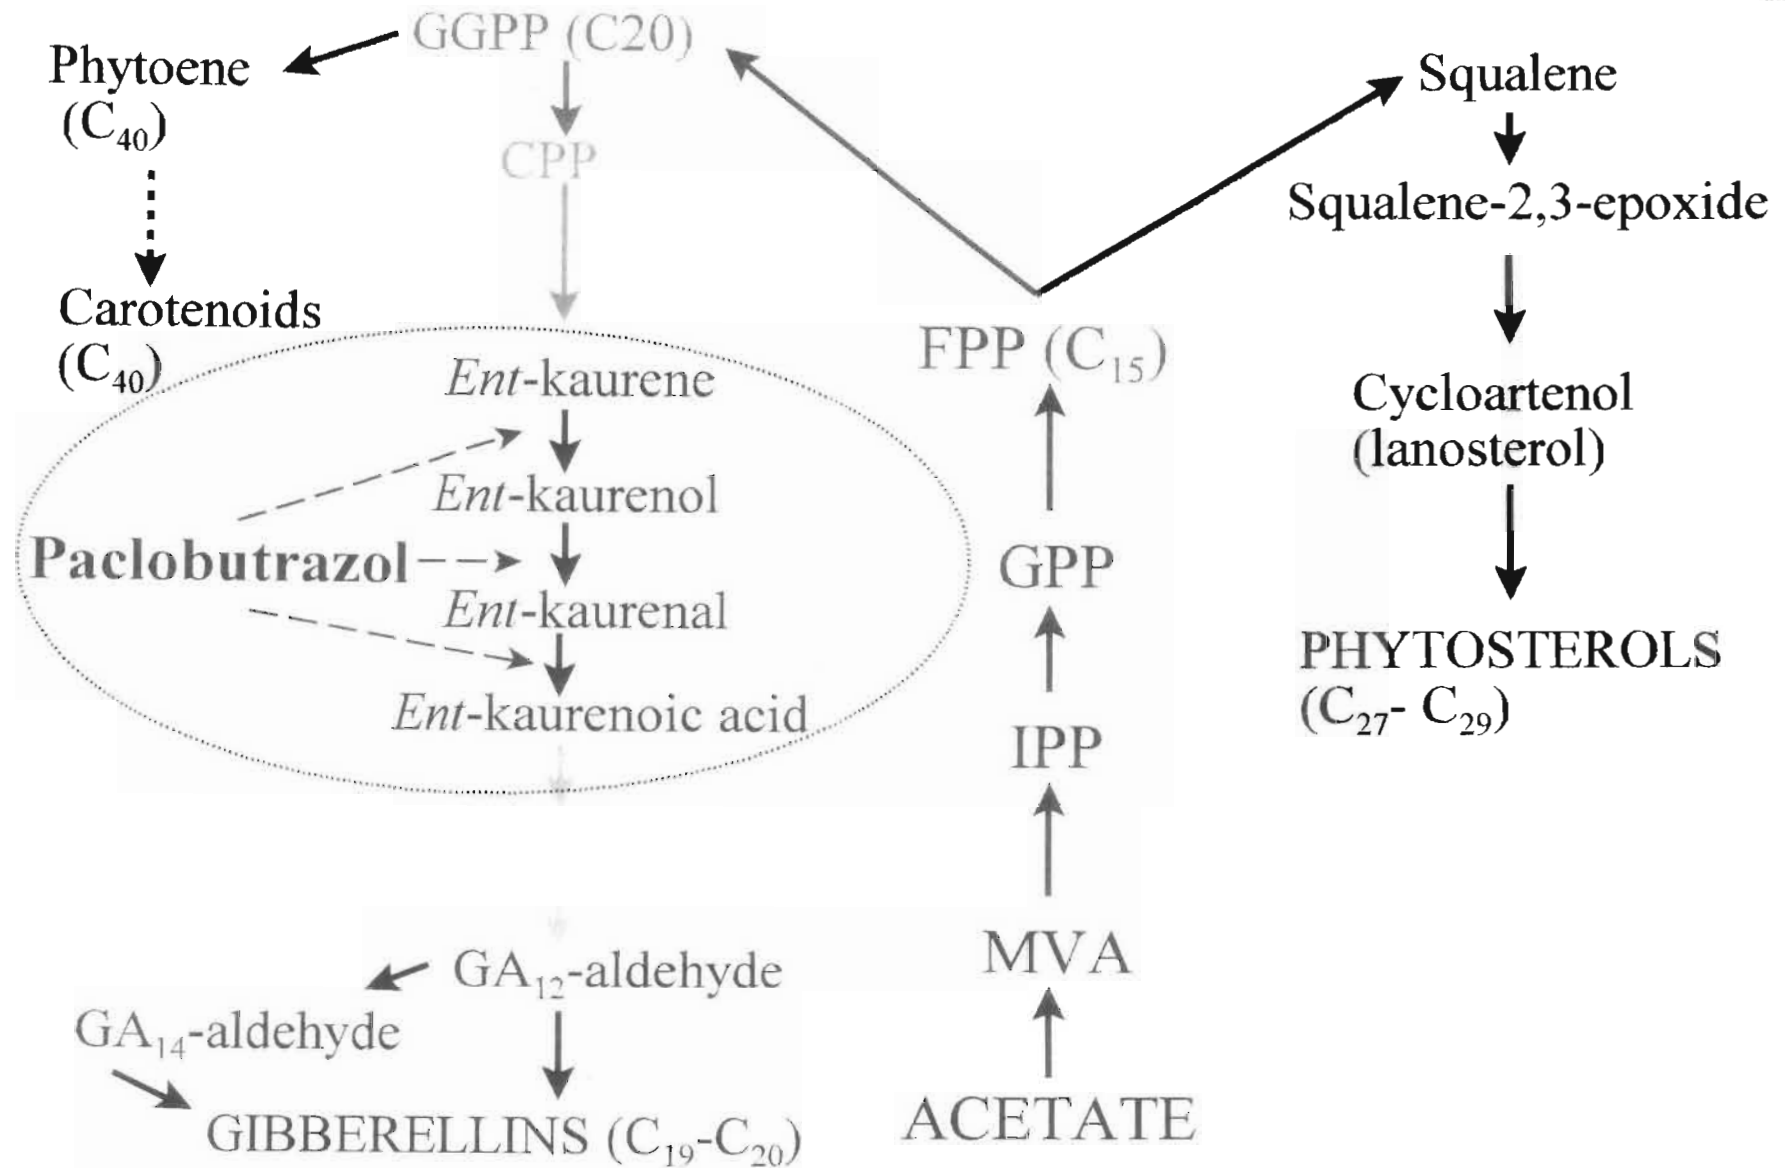 GGPP (C20)
Phytoene
(C₄₀)
CPP
Carotenoids
(C₄₀)
Ent-kaurene
Ent-kaurenol
Paclobutrazol
Ent-kaurenal
Ent-kaurenoic acid
GA₁₂-aldehyde
GA₁₄-aldehyde
GIBBERELLINS (C₁₉-C₂₀)
FPP (C₁₅)
GPP
IPP
MVA
ACETATE
Squalene
Squalene-2,3-epoxide
Cycloartenol
(lanosterol)
PHYTOSTEROLS
(C₂₇- C₂₉)